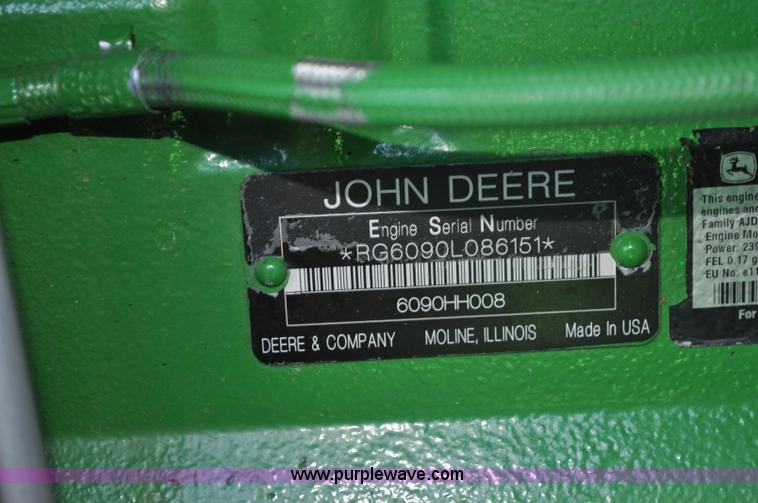 JOHN DEERE
Engine Serial Number
*RG6090L086151*
6090HH008
DEERE & COMPANY MOLINE, ILLINOIS Made In USA
This engine
engines and
Family AJD
Engine Mo
Power: 239
FEL 0.17 g
EU No: e11
For
www.purplewave.com